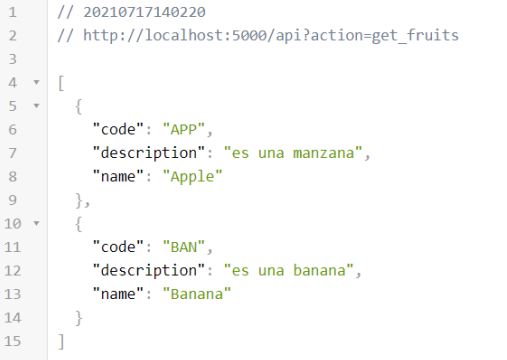 1 // 20210717140220
2 // http://localhost:5000/api?action=get_fruits
3
4 [
5 {
6 "code": "APP",
7 "description": "es una manzana",
8 "name": "Apple"
9 },
10 {
11 "code": "BAN",
12 "description": "es una banana",
13 "name": "Banana"
14 }
15 ]